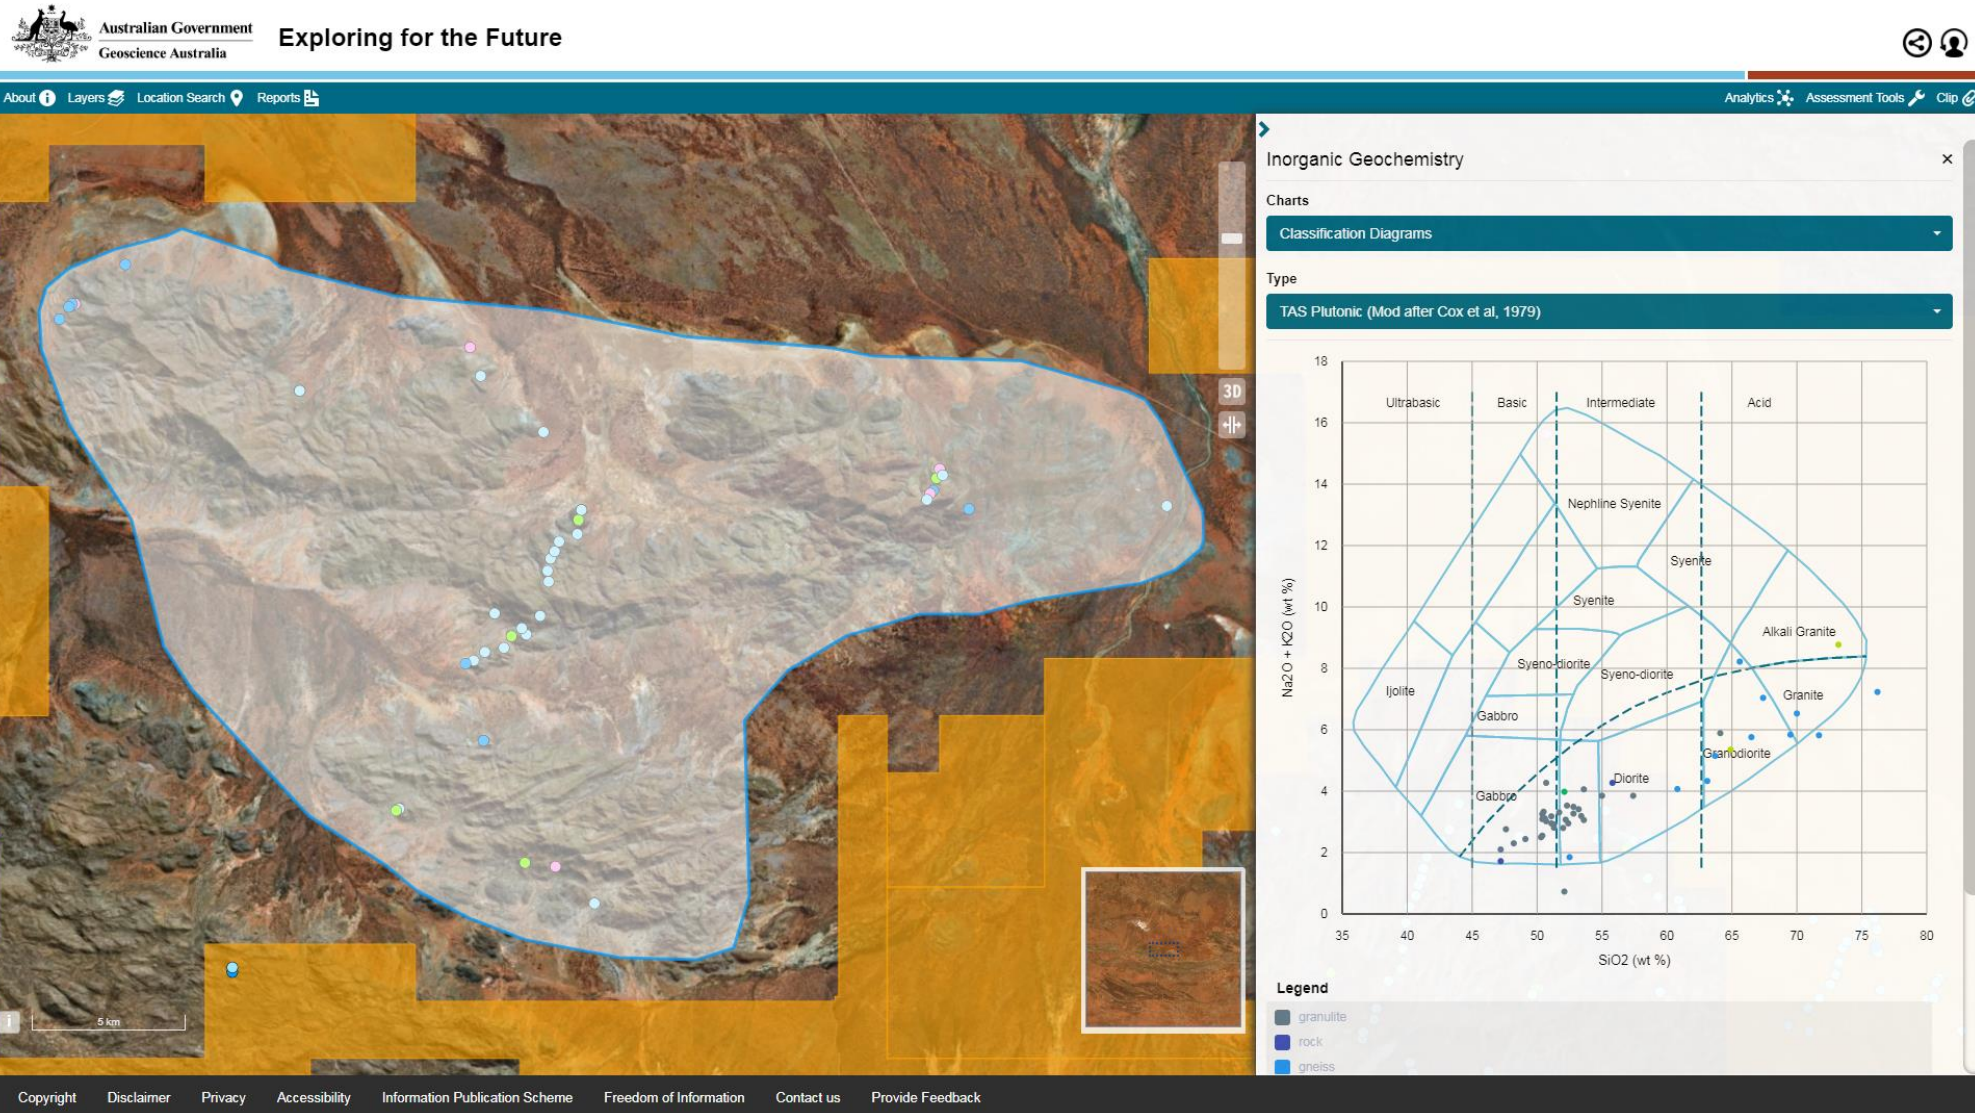 Australian Government
Geoscience Australia
Exploring for the Future
About
Layers
Location Search
Reports
Analytics
Assessment Tools
Clip
Inorganic Geochemistry
×
Charts
Classification Diagrams
Type
TAS Plutonic (Mod after Cox et al, 1979)
3D
18
16
14
12
10
8
6
4
2
0
Na2O + K2O (wt %)
Ultrabasic
Basic
Intermediate
Acid
Nephline Syenite
Syenite
Syenite
Alkali Granite
Syeno-diorite
Syeno-diorite
Ijolite
Granite
Gabbro
Granodiorite
Diorite
Gabbro
35
40
45
50
55
60
65
70
75
80
SiO2 (wt %)
Legend
granulite
rock
gneiss
i
5 km
Copyright
Disclaimer
Privacy
Accessibility
Information Publication Scheme
Freedom of Information
Contact us
Provide Feedback